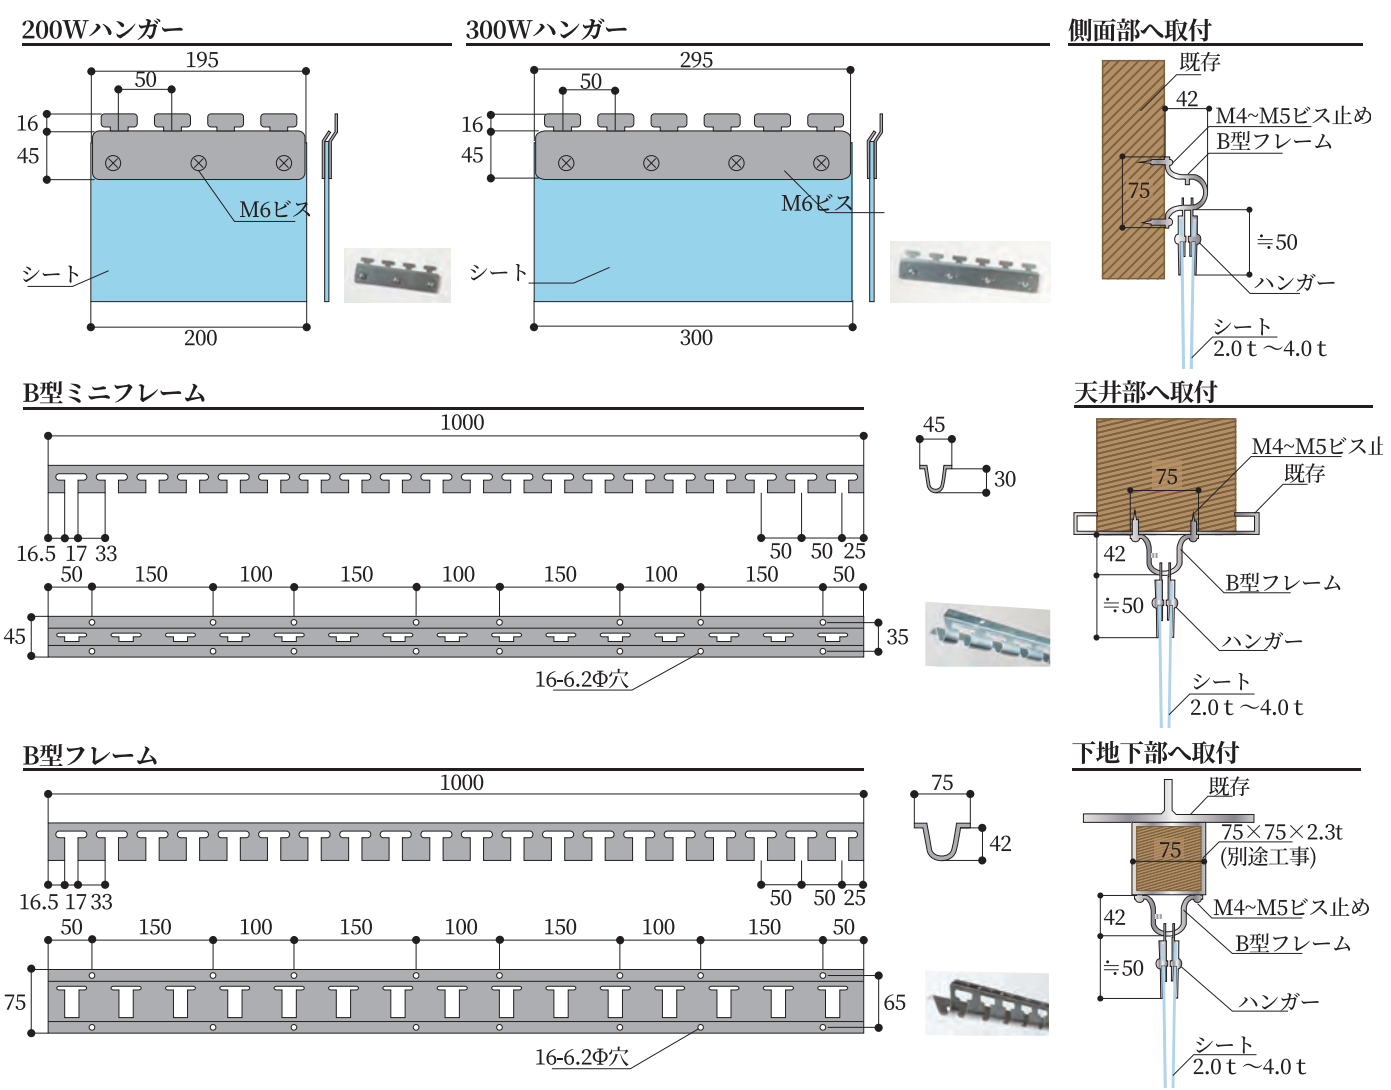 200Wハンガー
195
50
16
45
M6ビス
シート
200
300Wハンガー
295
50
16
45
M6ビス
シート
300
側面部へ取付
既存
42
M4~M5ビス止め
B型フレーム
75
≒50
ハンガー
シート
2.0ｔ～4.0ｔ
B型ミニフレーム
1000
45
30
16.5 17 33
50 50 25
50 150 100 150 100 150 100 150 50
45
35
16-6.2Φ穴
天井部へ取付
M4~M5ビス止
既存
75
42
B型フレーム
≒50
ハンガー
シート
2.0ｔ～4.0ｔ
B型フレーム
1000
75
42
16.5 17 33
50 50 25
50 150 100 150 100 150 100 150 50
75
65
16-6.2Φ穴
下地下部へ取付
既存
75×75×2.3t
(別途工事)
75
M4~M5ビス止め
42
B型フレーム
≒50
ハンガー
シート
2.0ｔ～4.0ｔ